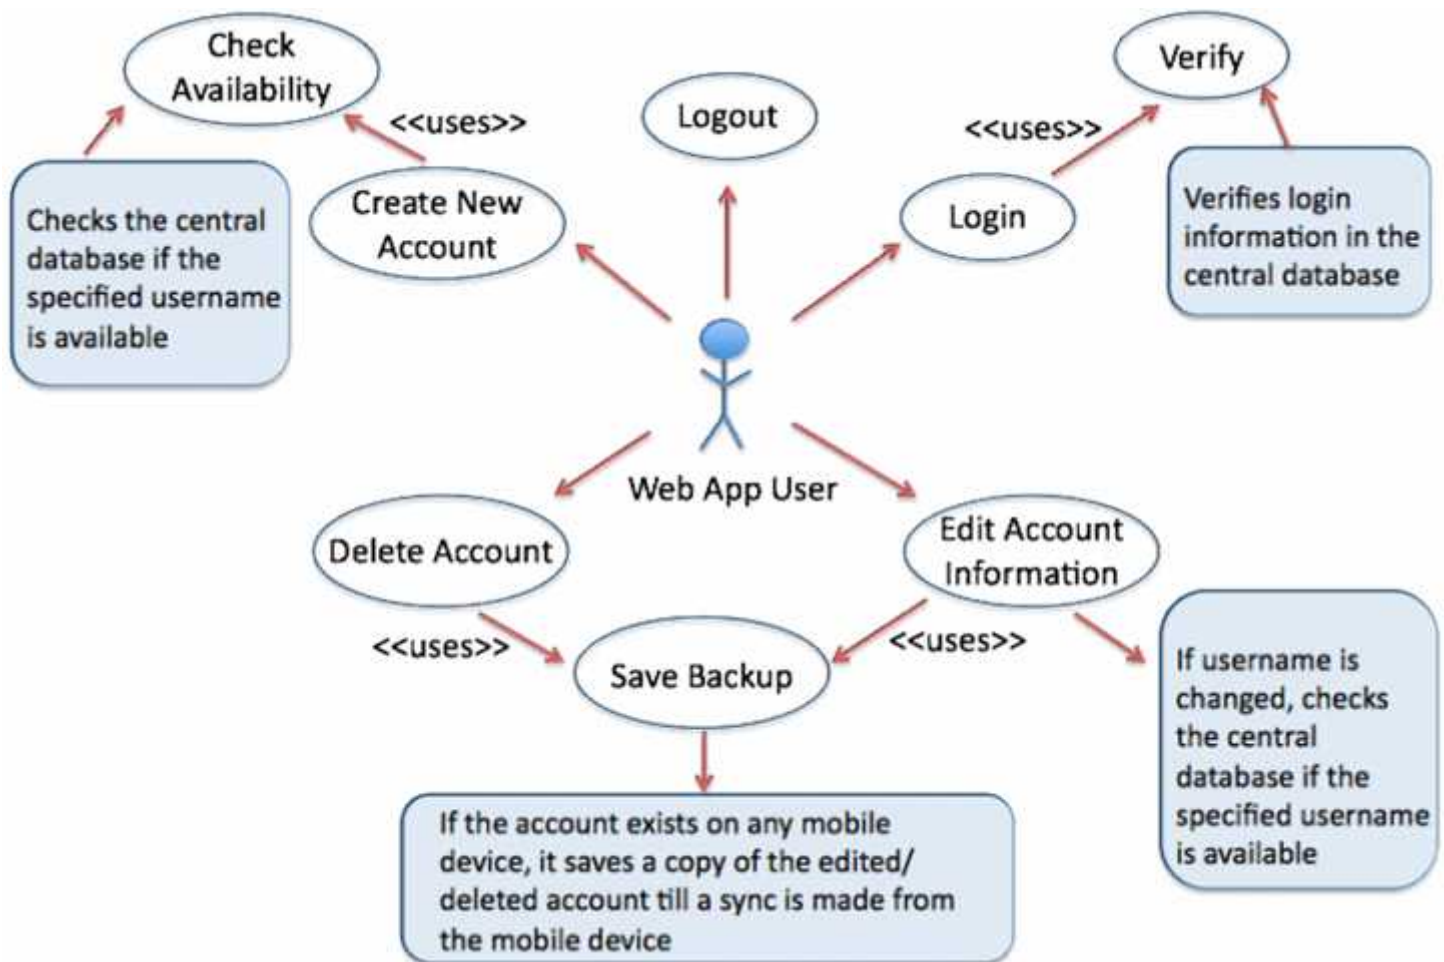 Check
Availability
<<uses>>
Logout
Verify
<<uses>>
Checks the central
database if the
specified username
is available
Create New
Account
Login
Verifies login
information in the
central database
Web App User
Delete Account
Edit Account
Information
<<uses>>
Save Backup
<<uses>>
If username is
changed, checks
the central
database if the
specified username
is available
If the account exists on any mobile
device, it saves a copy of the edited/
deleted account till a sync is made from
the mobile device